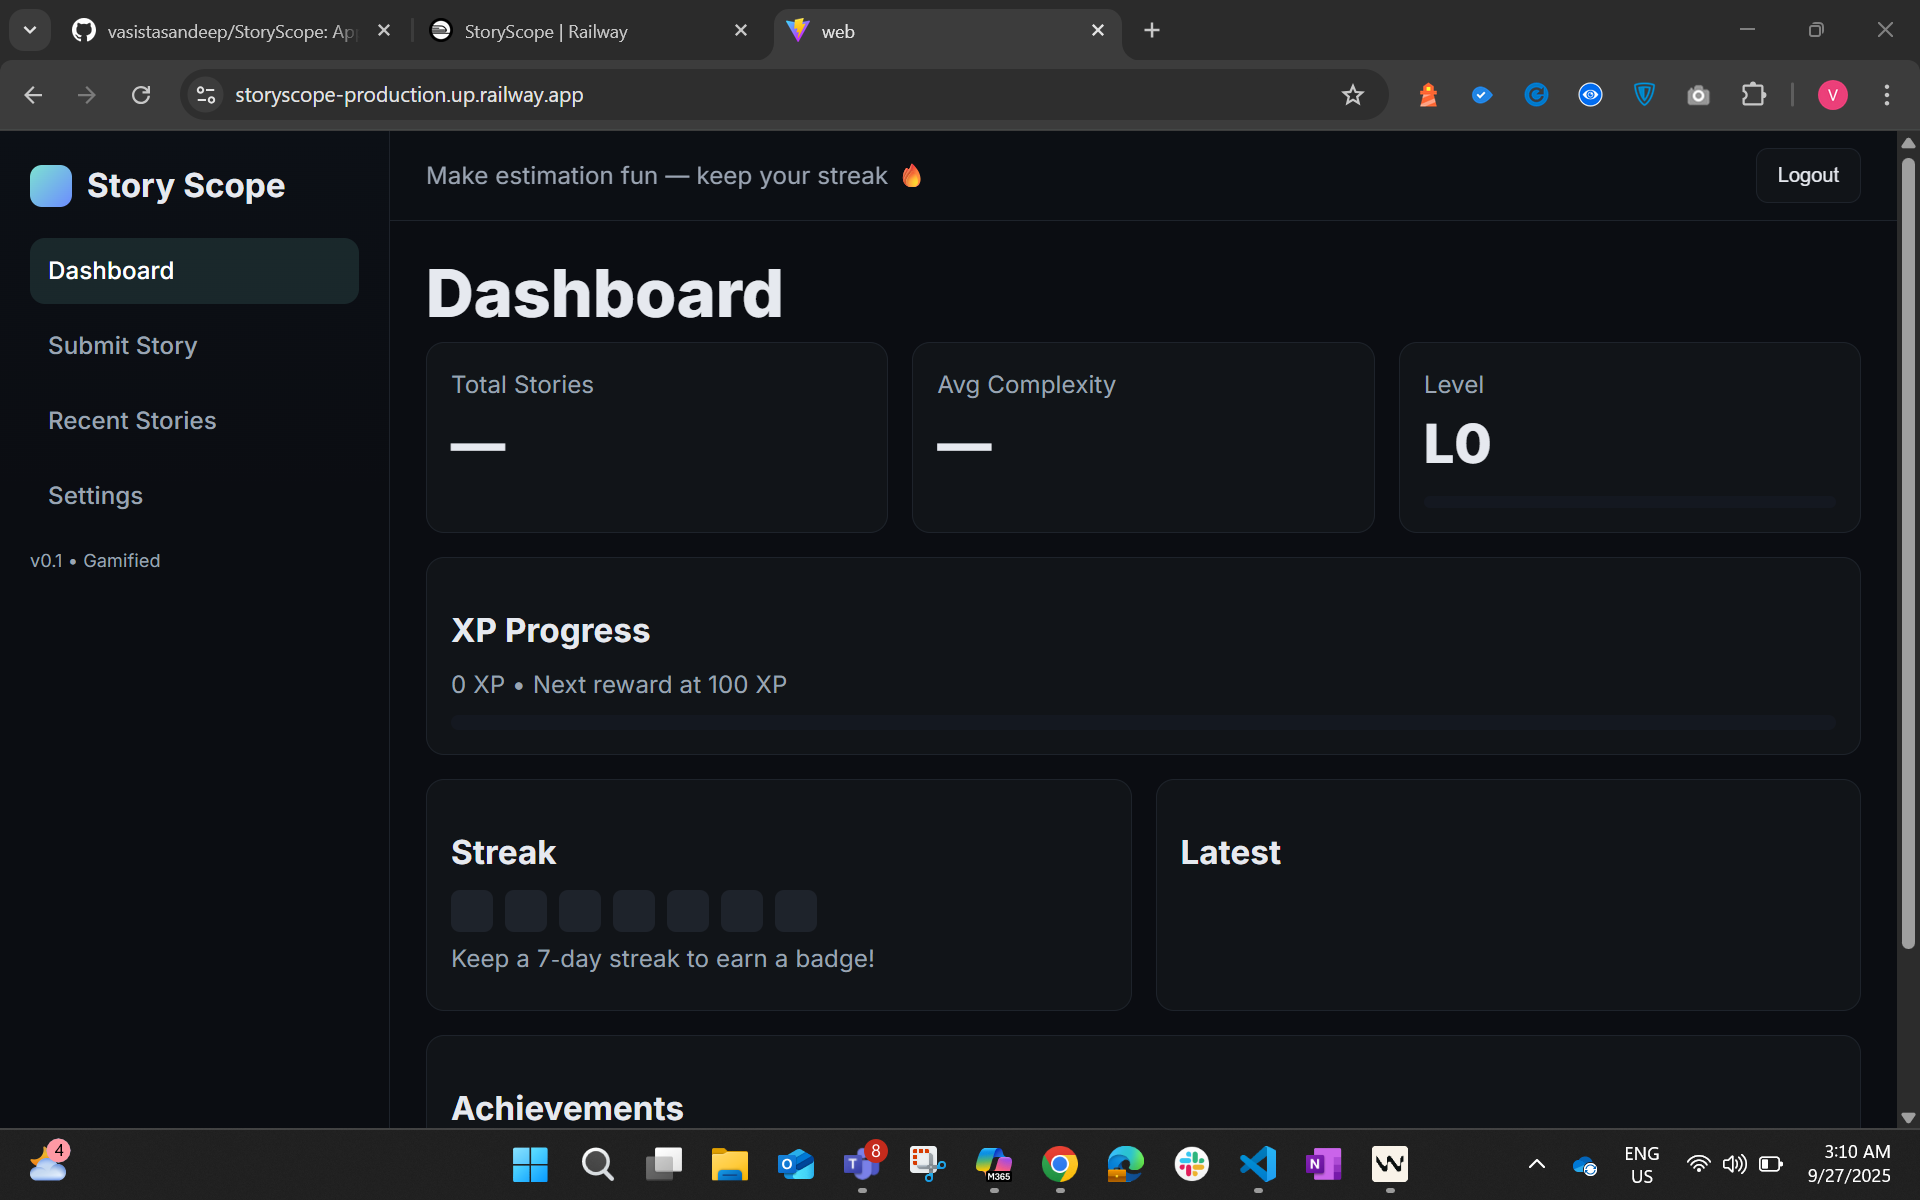 vasistasandeep/StoryScope: Ap
StoryScope | Railway
web
storyscope-production.up.railway.app
V
Story Scope
Make estimation fun — keep your streak 🔥
Logout
Dashboard
Submit Story
Recent Stories
Settings
v0.1 • Gamified
Dashboard
Total Stories
—
Avg Complexity
—
Level
L0
XP Progress
0 XP • Next reward at 100 XP
Streak
Keep a 7-day streak to earn a badge!
Latest
Achievements
4
O
T
8
M365
N
W
ENG
US
3:10 AM
9/27/2025